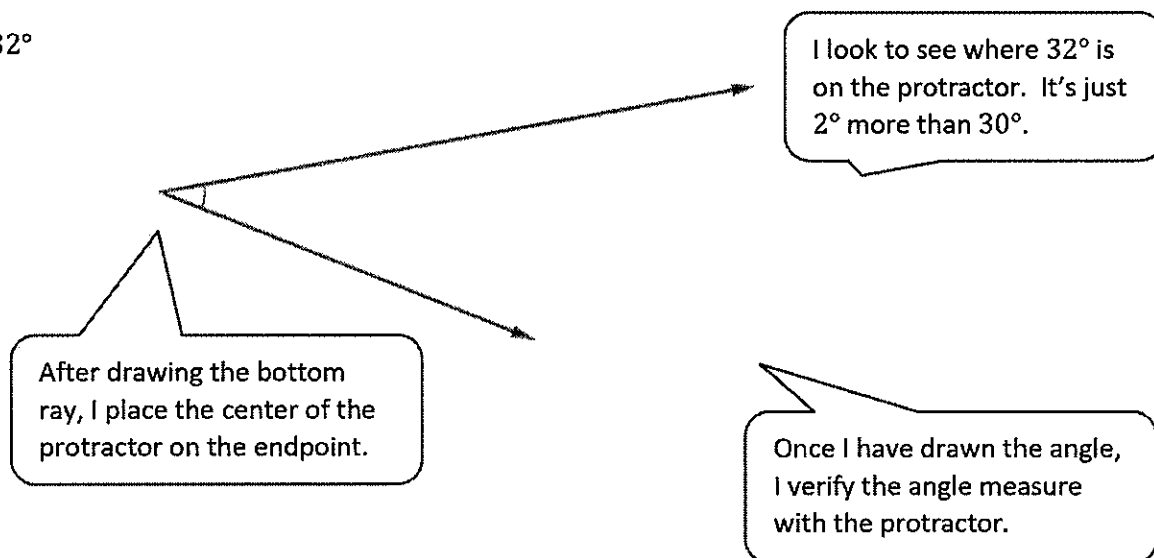 32°
I look to see where 32° is
on the protractor. It's just
2° more than 30°.
After drawing the bottom
ray, I place the center of the
protractor on the endpoint.
Once I have drawn the angle,
I verify the angle measure
with the protractor.